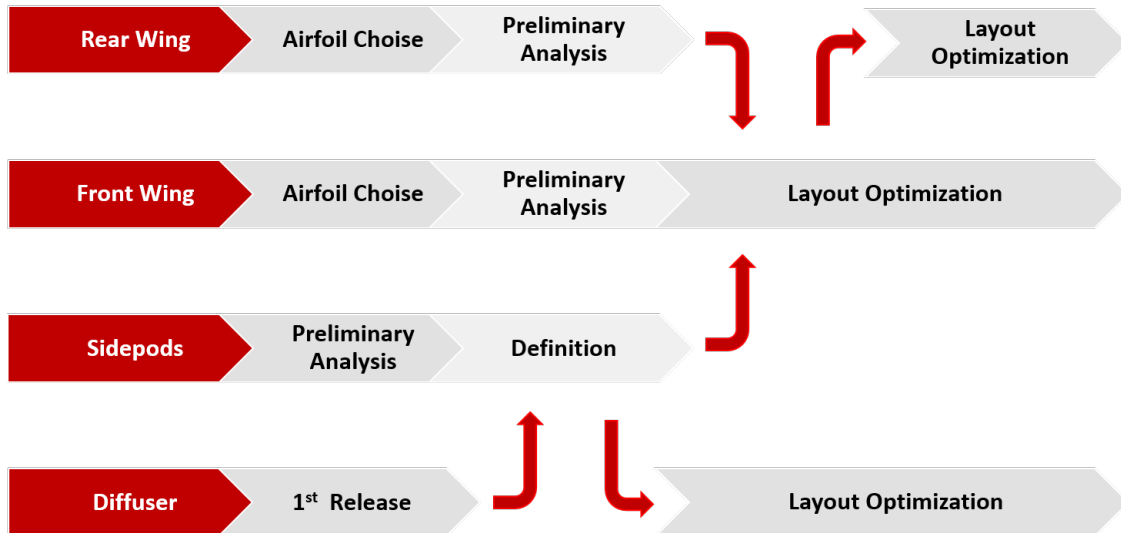 Rear Wing
Airfoil Choise
Preliminary
Analysis
Layout
Optimization
Front Wing
Airfoil Choise
Preliminary
Analysis
Layout Optimization
Sidepods
Preliminary
Analysis
Definition
Diffuser
1st Release
Layout Optimization